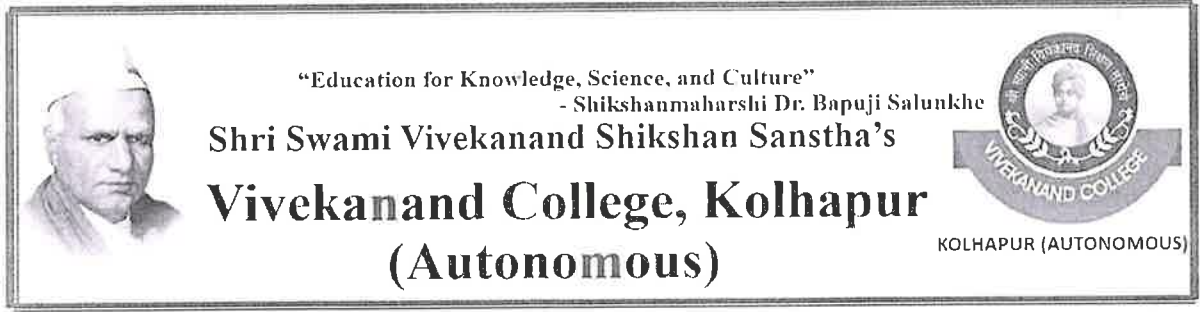 “Education for Knowledge, Science, and Culture”
- Shikshanmaharshi Dr. Bapuji Salunkhe
Shri Swami Vivekanand Shikshan Sanstha’s
Vivekanand College, Kolhapur
(Autonomous)
श्री स्वामी विवेकानंद शिक्षण संस्था
VIVEKANAND COLLEGE
KOLHAPUR (AUTONOMOUS)